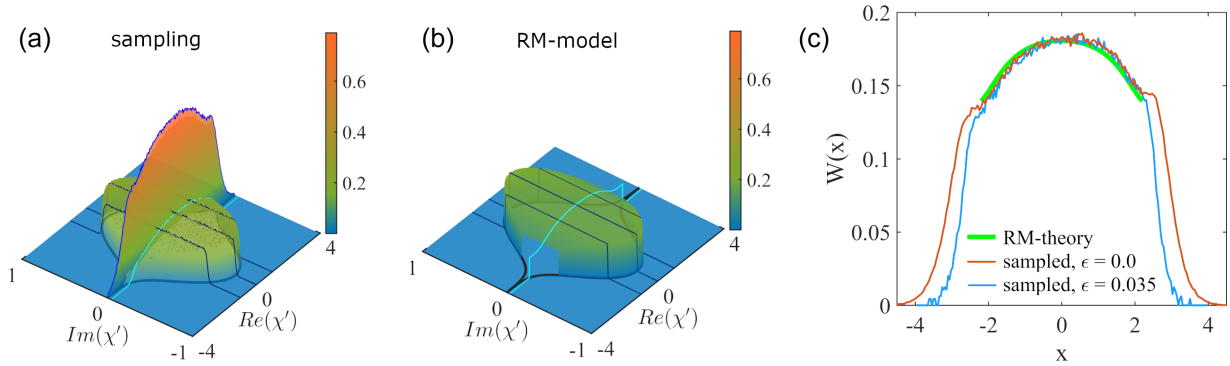 (a)
sampling
0.6
0.4
0.2
1
0
-1
-4
0
4
Im(χ′)
Re(χ′)
(b)
RM-model
0.6
0.4
0.2
1
0
-1
-4
0
4
Im(χ′)
Re(χ′)
(c)
0.2
0.15
0.1
0.05
0
W(x)
RM-theory
sampled, ϵ = 0.0
sampled, ϵ = 0.035
-4 -2 0 2 4
x